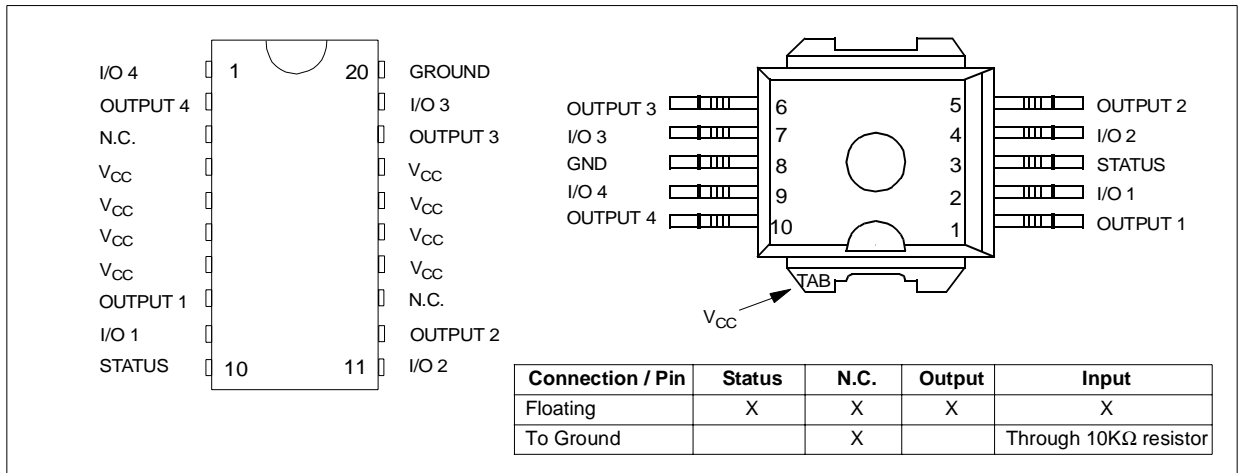 I/O 4 1 20 GROUND
OUTPUT 4 I/O 3
N.C. OUTPUT 3
VCC VCC
VCC VCC
VCC VCC
VCC VCC
OUTPUT 1 N.C.
I/O 1 OUTPUT 2
STATUS 10 11 I/O 2
OUTPUT 3 6 5 OUTPUT 2
I/O 3 7 4 I/O 2
GND 8 3 STATUS
I/O 4 9 2 I/O 1
OUTPUT 4 10 1 OUTPUT 1
TAB
VCC
Connection / Pin Status N.C. Output Input
Floating X X X X
To Ground X Through 10KΩ resistor